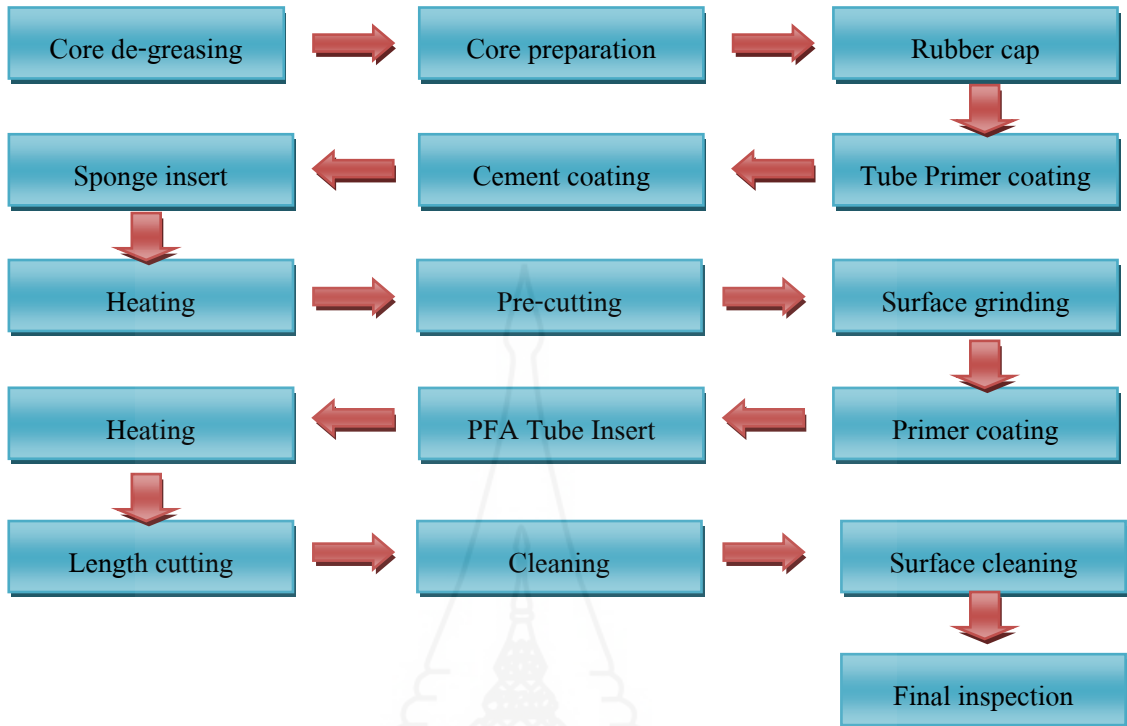 Core de-greasing
Core preparation
Rubber cap
Tube Primer coating
Cement coating
Sponge insert
Heating
Pre-cutting
Surface grinding
Primer coating
PFA Tube Insert
Heating
Length cutting
Cleaning
Surface cleaning
Final inspection